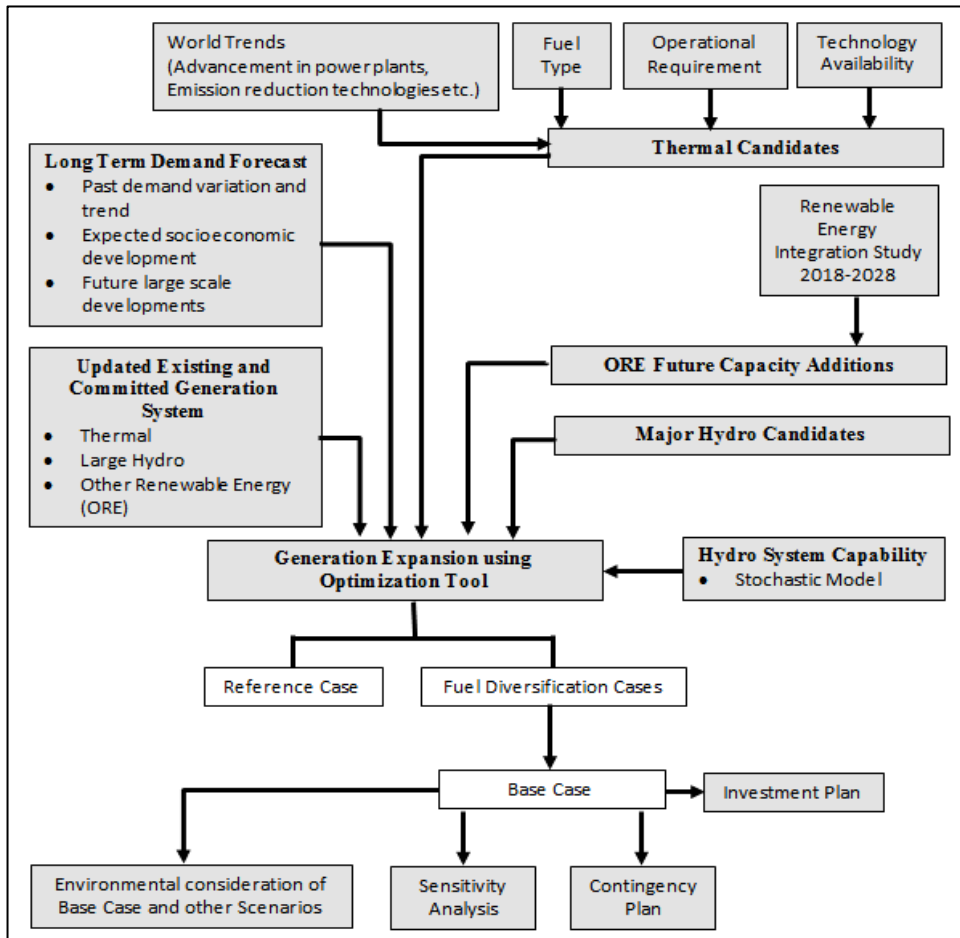 World Trends
(Advancement in power plants,
Emission reduction technologies etc.)
Fuel
Type
Operational
Requirement
Technology
Availability
Thermal Candidates
Long Term Demand Forecast
• Past demand variation and
trend
• Expected socioeconomic
development
• Future large scale
developments
Renewable
Energy
Integration Study
2018-2028
Updated Existing and
Committed Generation
System
• Thermal
• Large Hydro
• Other Renewable Energy
(ORE)
ORE Future Capacity Additions
Major Hydro Candidates
Generation Expansion using
Optimization Tool
Hydro System Capability
• Stochastic Model
Reference Case
Fuel Diversification Cases
Base Case
Investment Plan
Environmental consideration of
Base Case and other Scenarios
Sensitivity
Analysis
Contingency
Plan